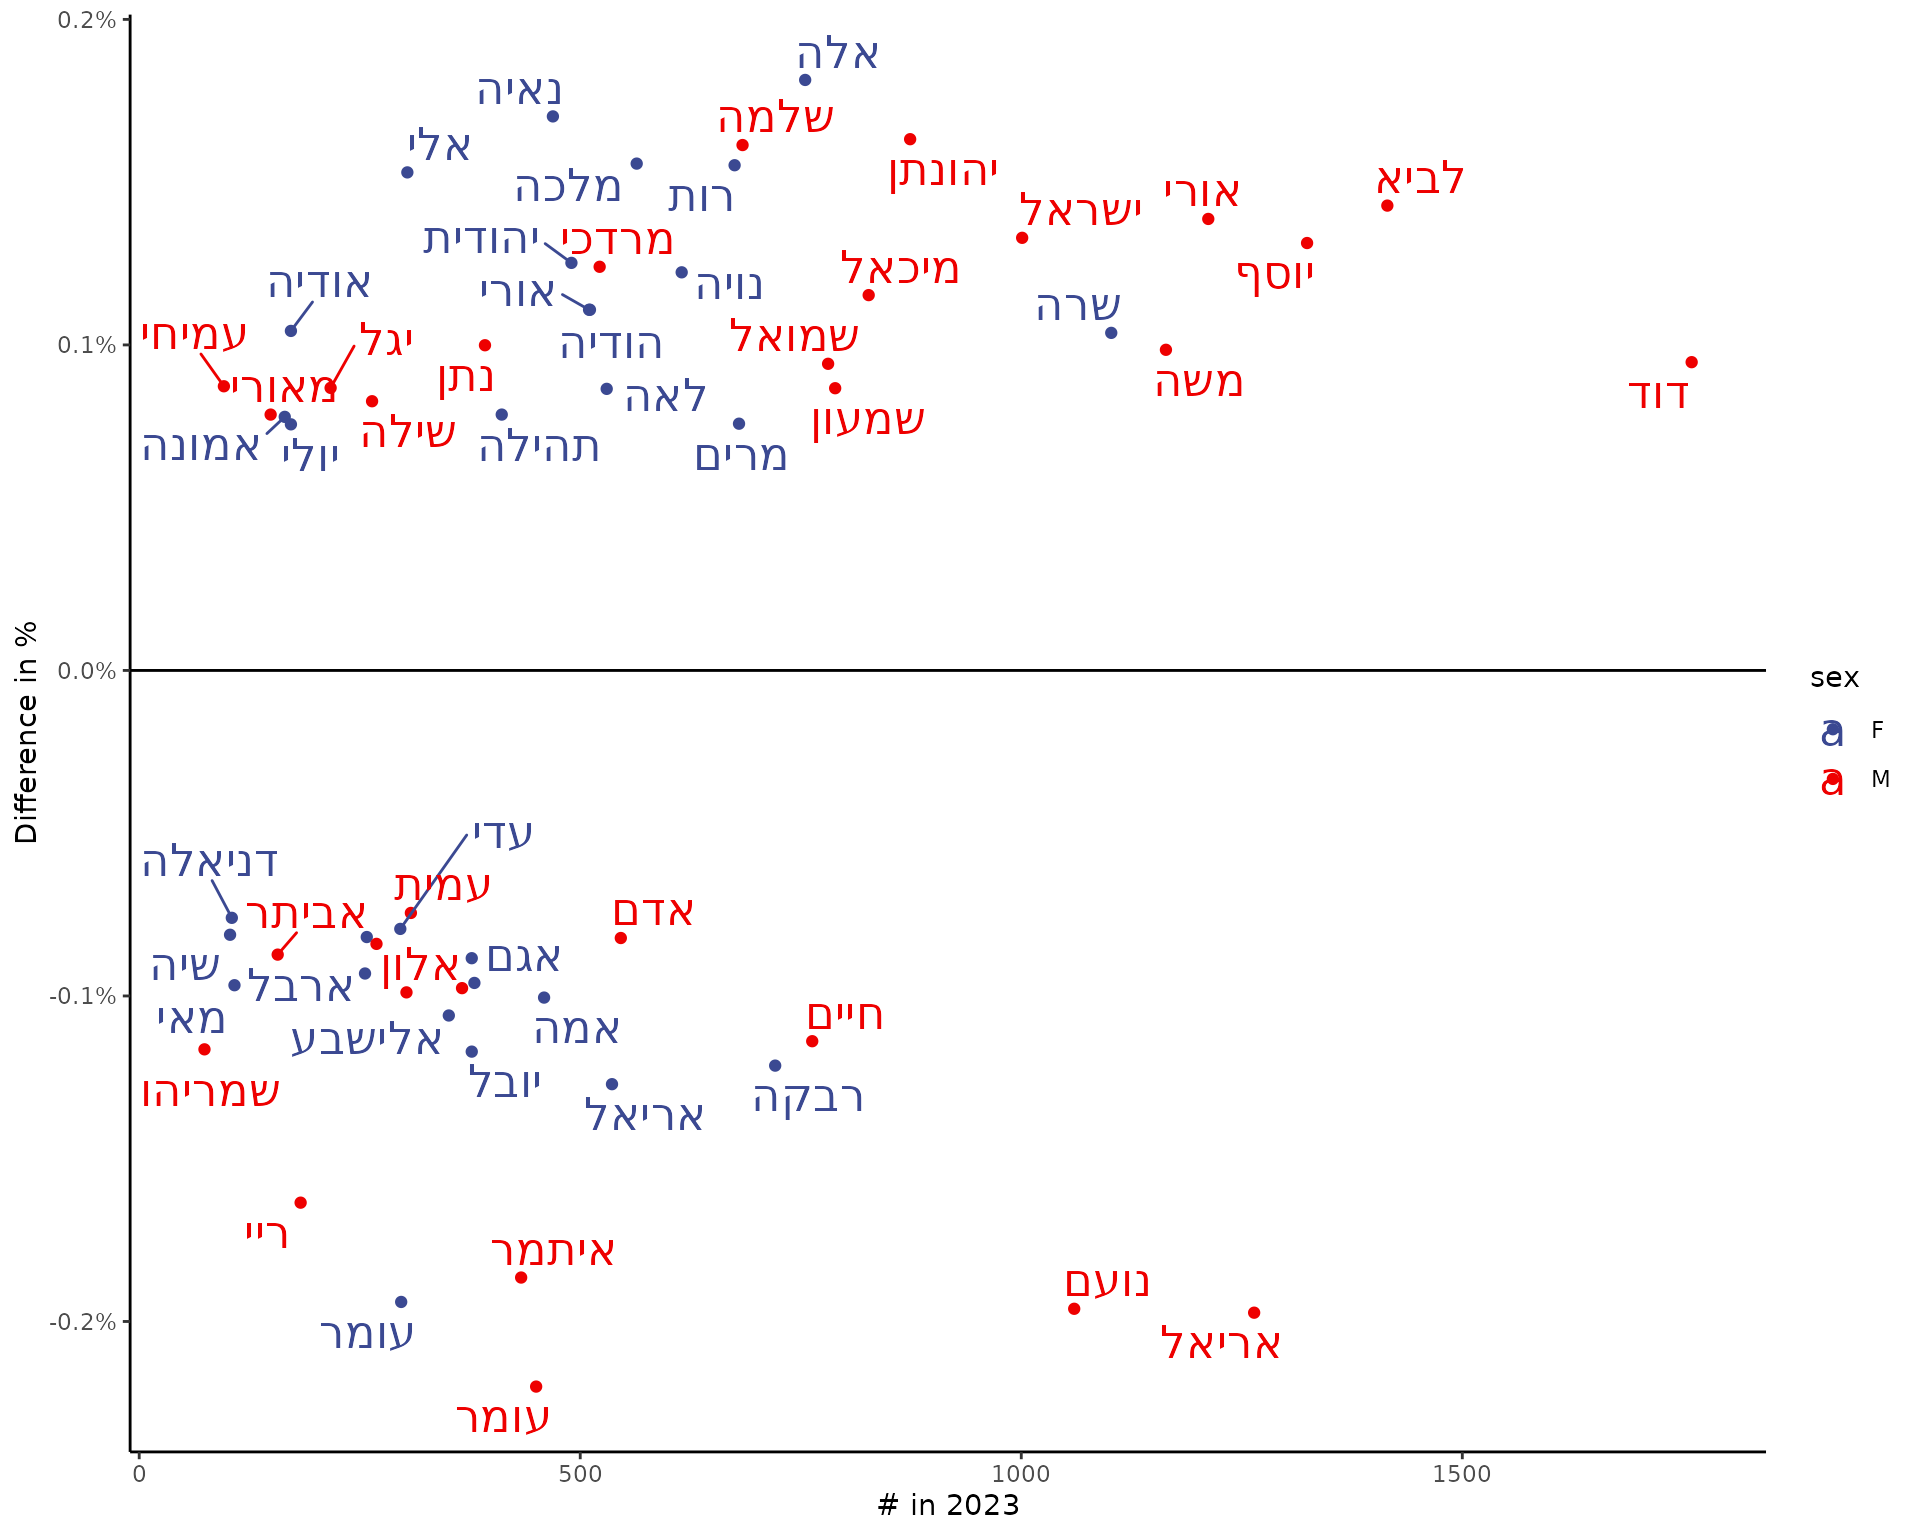 0.2%
אלה
נאיה
שלמה
אלי
יהונתן
לביא
מלכה
רות
אורי
ישראל
יהודית
מרדכי
מיכאל
יוסף
אודיה
נויה
אורי
שרה
עמיחי
יגל
0.1%
הודיה
שמואל
נתן
משה
מאורי
לאה
דוד
שילה
שמעון
אמונה
יולי
תהילה
מרים
Difference in %
0.0%
sex
a F
a M
עדי
דניאלה
עמית
אביתר
אדם
שיה
ארבל
אלון
אגם
-0.1%
מאי
אלישבע
אמה
חיים
שמריהו
יובל
אריאל
רבקה
ריי
איתמר
נועם
-0.2%
עומר
אריאל
עומר
0
500
1000
1500
# in 2023